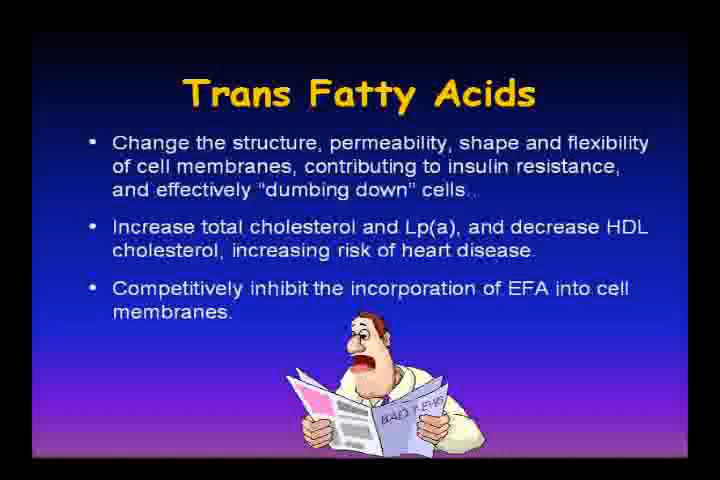 Trans Fatty Acids
• Change the structure, permeability, shape and flexibility
of cell membranes, contributing to insulin resistance,
and effectively “dumbing down” cells.
• Increase total cholesterol and Lp(a), and decrease HDL
cholesterol, increasing risk of heart disease.
• Competitively inhibit the incorporation of EFA into cell
membranes.
BAD NEWS